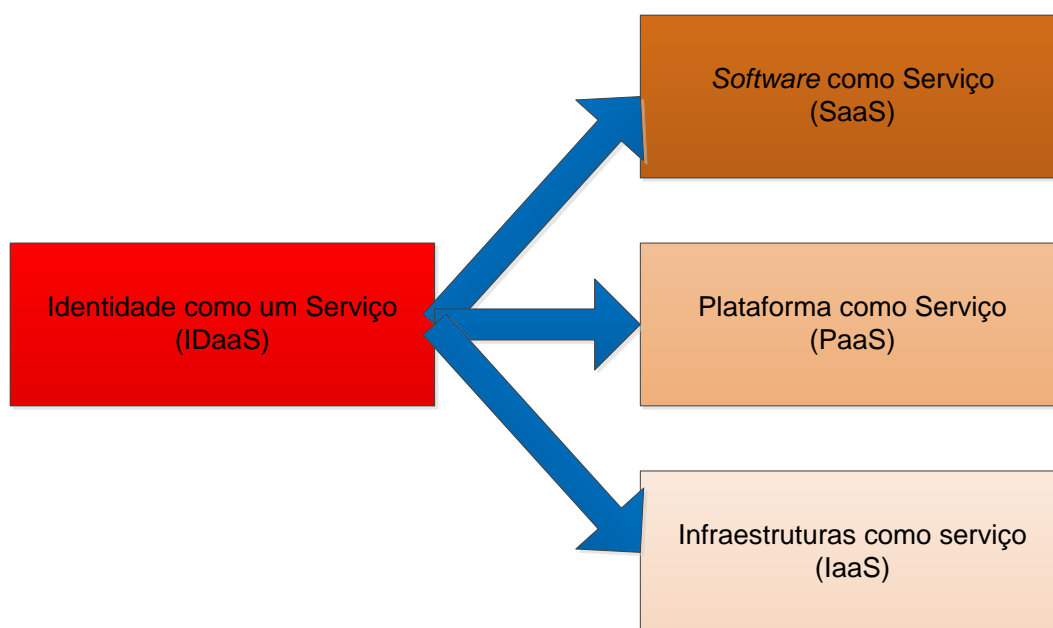 Software como Serviço
(SaaS)
Identidade como um Serviço
(IDaaS)
Plataforma como Serviço
(PaaS)
Infraestruturas como serviço
(IaaS)